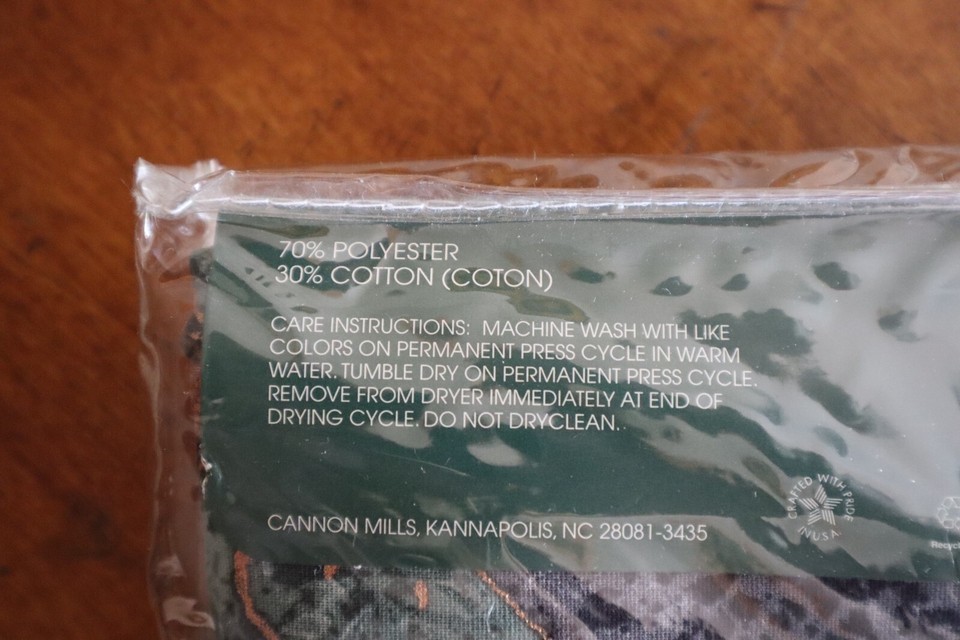 70% POLYESTER
30% COTTON (COTON)
CARE INSTRUCTIONS: MACHINE WASH WITH LIKE
COLORS ON PERMANENT PRESS CYCLE IN WARM
WATER. TUMBLE DRY ON PERMANENT PRESS CYCLE.
REMOVE FROM DRYER IMMEDIATELY AT END OF
DRYING CYCLE. DO NOT DRYCLEAN.
CRAFTED WITH PRIDE
IN U.S.A.
CANNON MILLS, KANNAPOLIS, NC 28081-3435